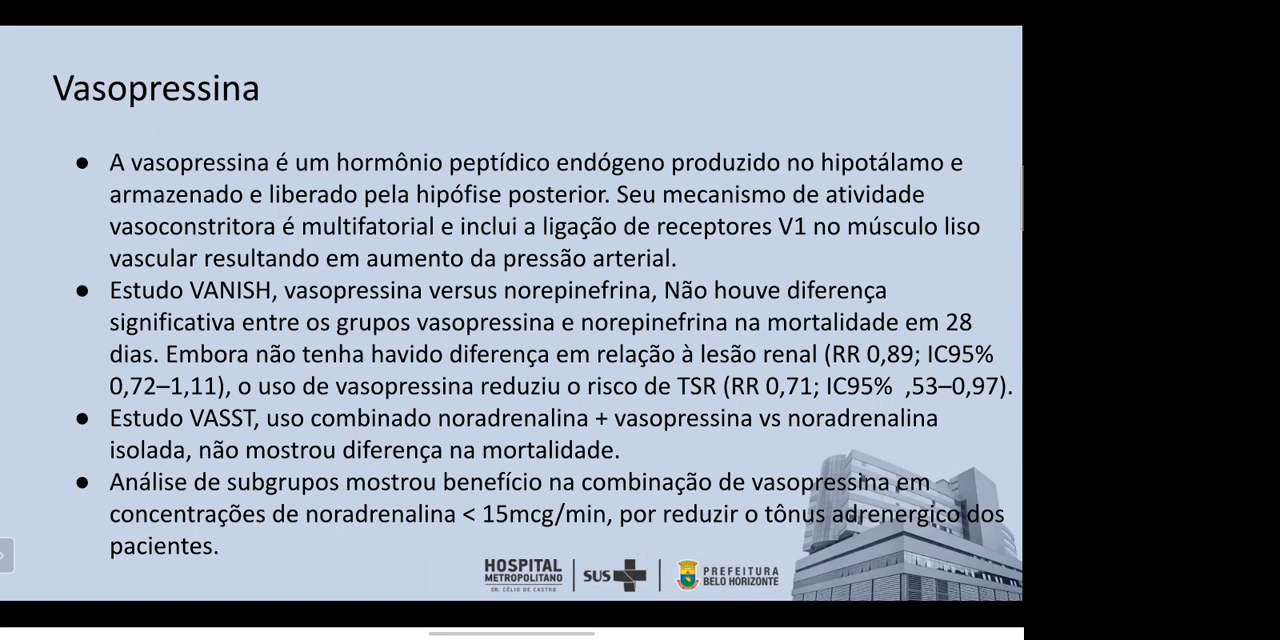 Vasopressina
● A vasopressina é um hormônio peptídico endógeno produzido no hipotálamo e
armazenado e liberado pela hipófise posterior. Seu mecanismo de atividade
vasoconstritora é multifatorial e inclui a ligação de receptores V1 no músculo liso
vascular resultando em aumento da pressão arterial.
● Estudo VANISH, vasopressina versus norepinefrina, Não houve diferença
significativa entre os grupos vasopressina e norepinefrina na mortalidade em 28
dias. Embora não tenha havido diferença em relação à lesão renal (RR 0,89; IC95%
0,72–1,11), o uso de vasopressina reduziu o risco de TSR (RR 0,71; IC95% ,53–0,97).
● Estudo VASST, uso combinado noradrenalina + vasopressina vs noradrenalina
isolada, não mostrou diferença na mortalidade.
● Análise de subgrupos mostrou benefício na combinação de vasopressina em
concentrações de noradrenalina < 15mcg/min, por reduzir o tônus adrenergico dos
pacientes.
HOSPITAL
METROPOLITANO
DR. CÉLIO DE CASTRO
SUS
PREFEITURA
BELO HORIZONTE